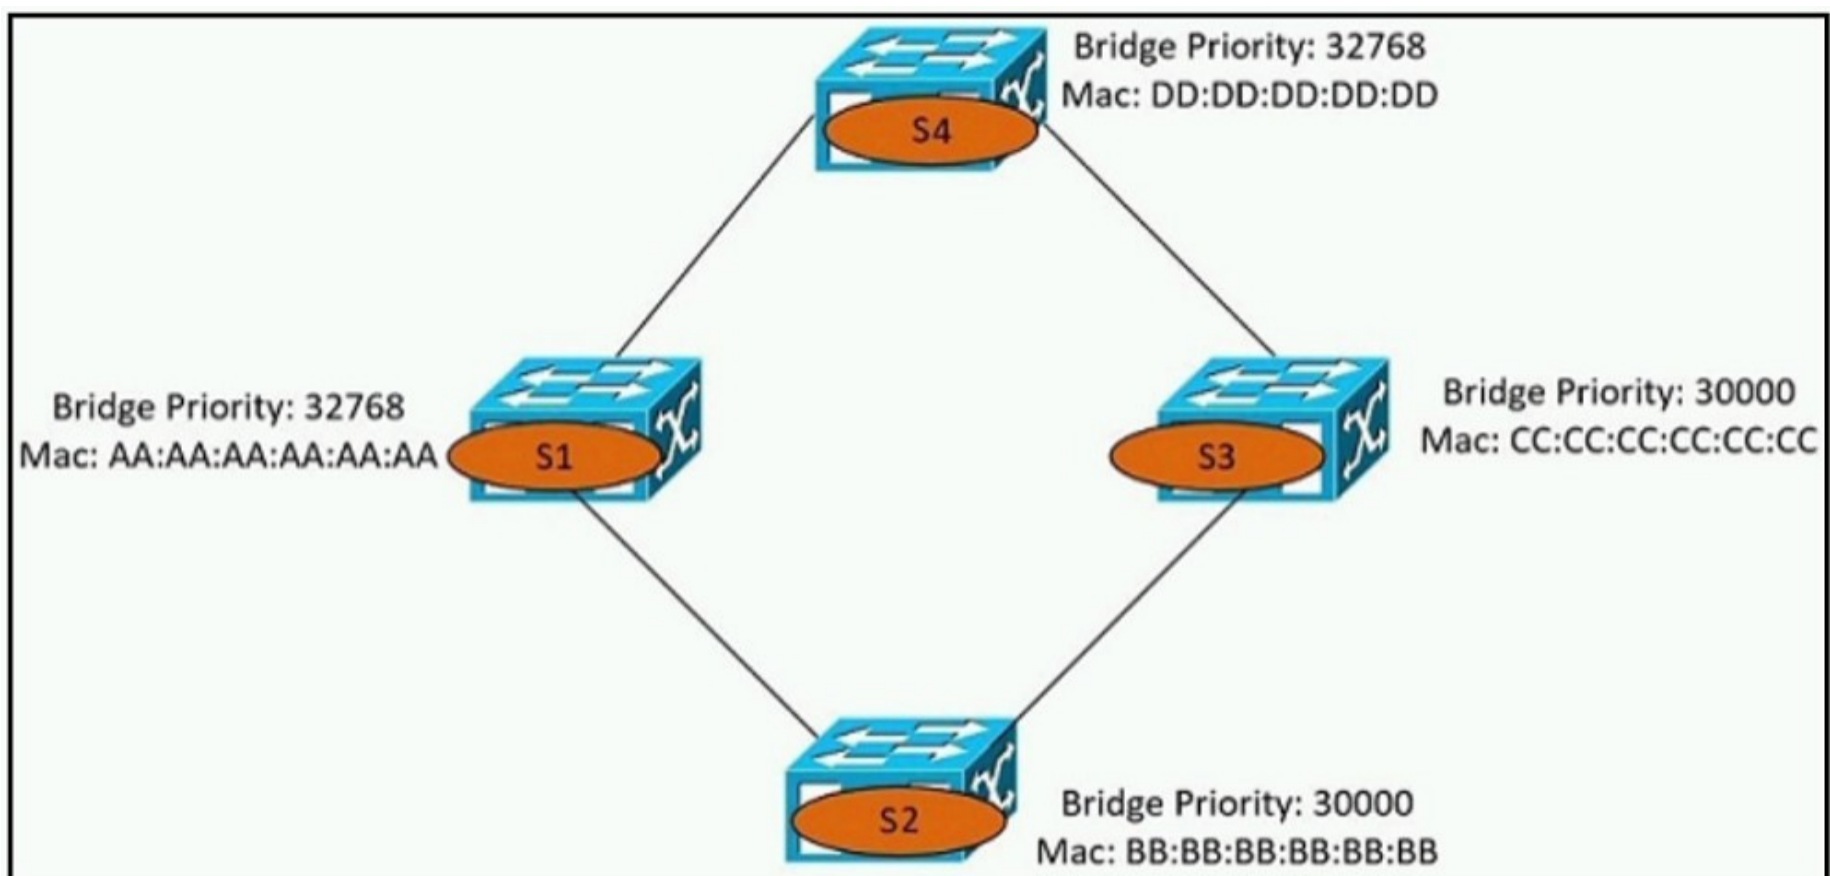 Bridge Priority: 32768
Mac: DD:DD:DD:DD:DD
S4
Bridge Priority: 32768
Mac: AA:AA:AA:AA:AA:AA
S1
S3
Bridge Priority: 30000
Mac: CC:CC:CC:CC:CC:CC
S2
Bridge Priority: 30000
Mac: BB:BB:BB:BB:BB:BB